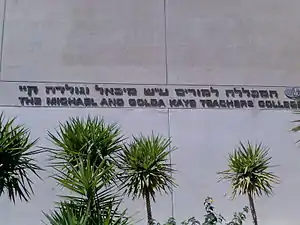 המכללה למורים ע״ש מיכאל וגולדה קיי
THE MICHAEL AND GOLDA KAYE TEACHERS COLLEGE